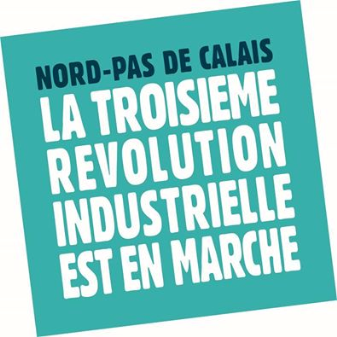 NORD-PAS DE CALAIS
LA TROISIEME
REVOLUTION
INDUSTRIELLE
EST EN MARCHE